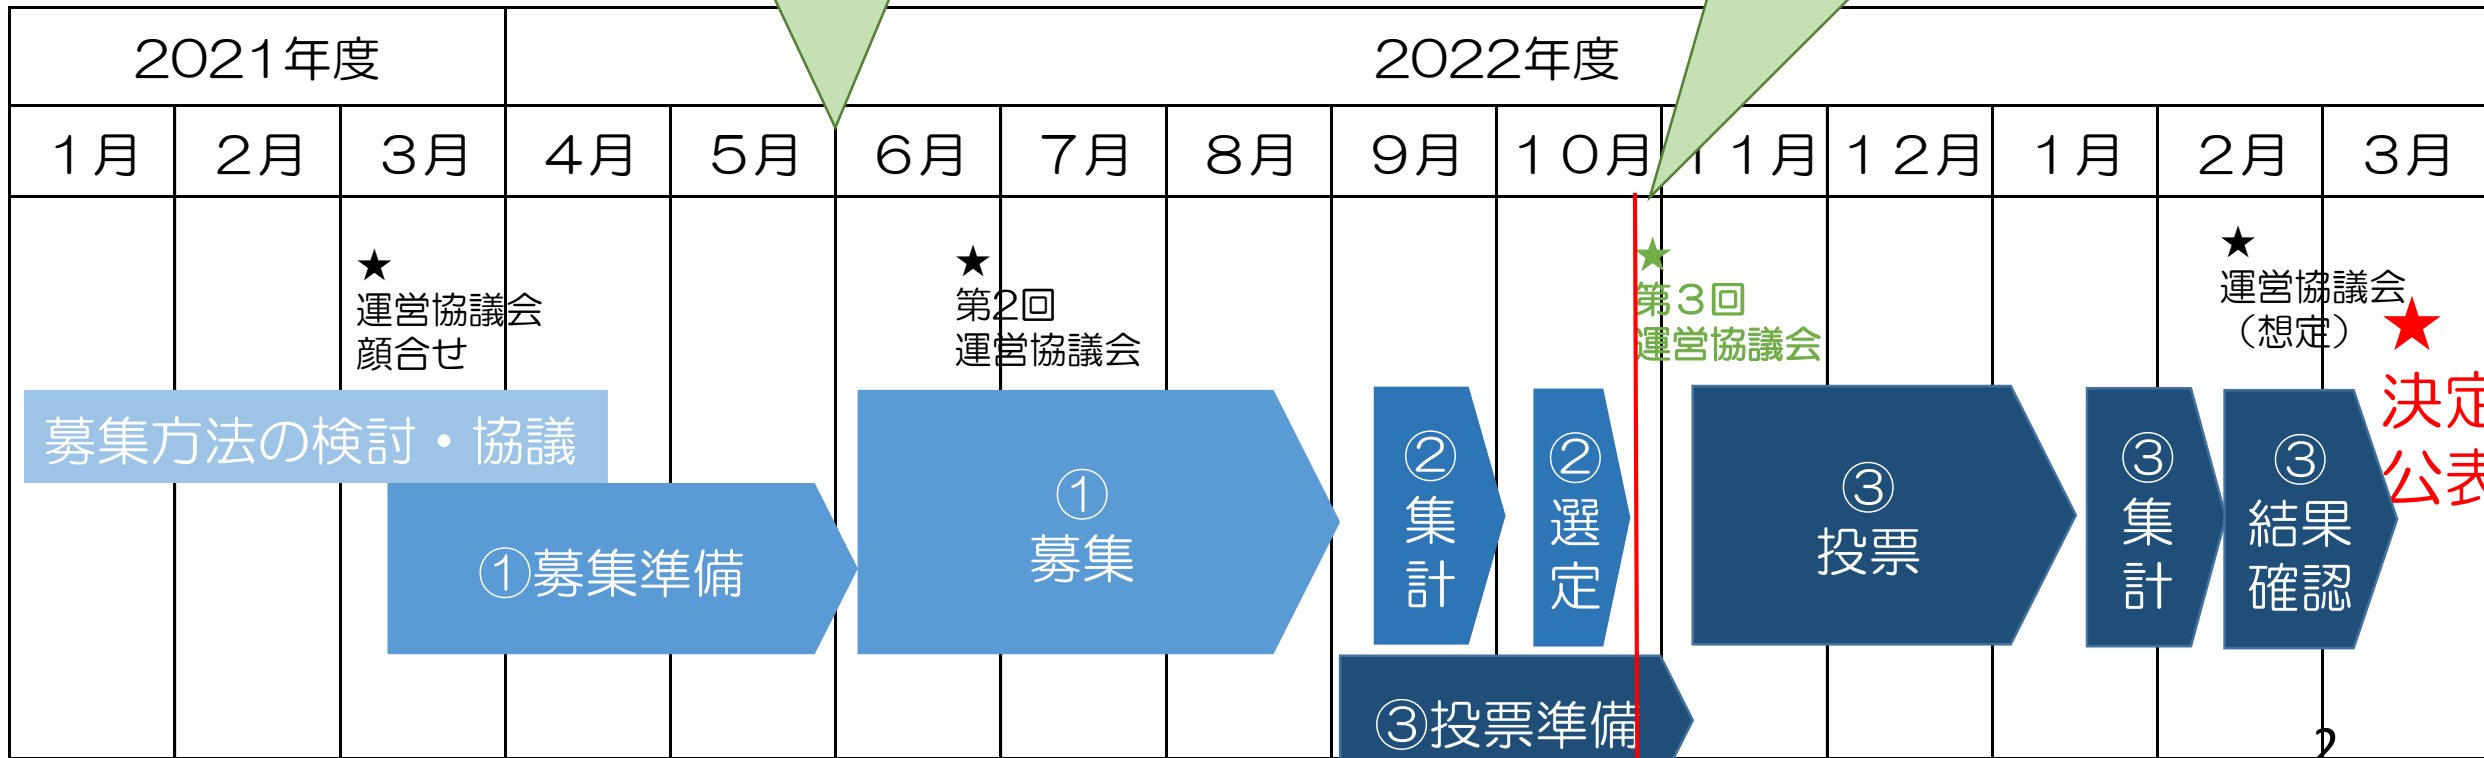 2021年度
2022年度
1月
2月
3月
4月
5月
6月
7月
8月
9月
10月
11月
12月
1月
2月
3月
★
運営協議会
顔合せ
★
第2回
運営協議会
★
第3回
運営協議会
★
運営協議会
（想定）
★
決定
公表
募集方法の検討・協議
①募集準備
①
募集
②
集
計
②
選
定
③
投票
③
集
計
③
結果
確認
③投票準備
2